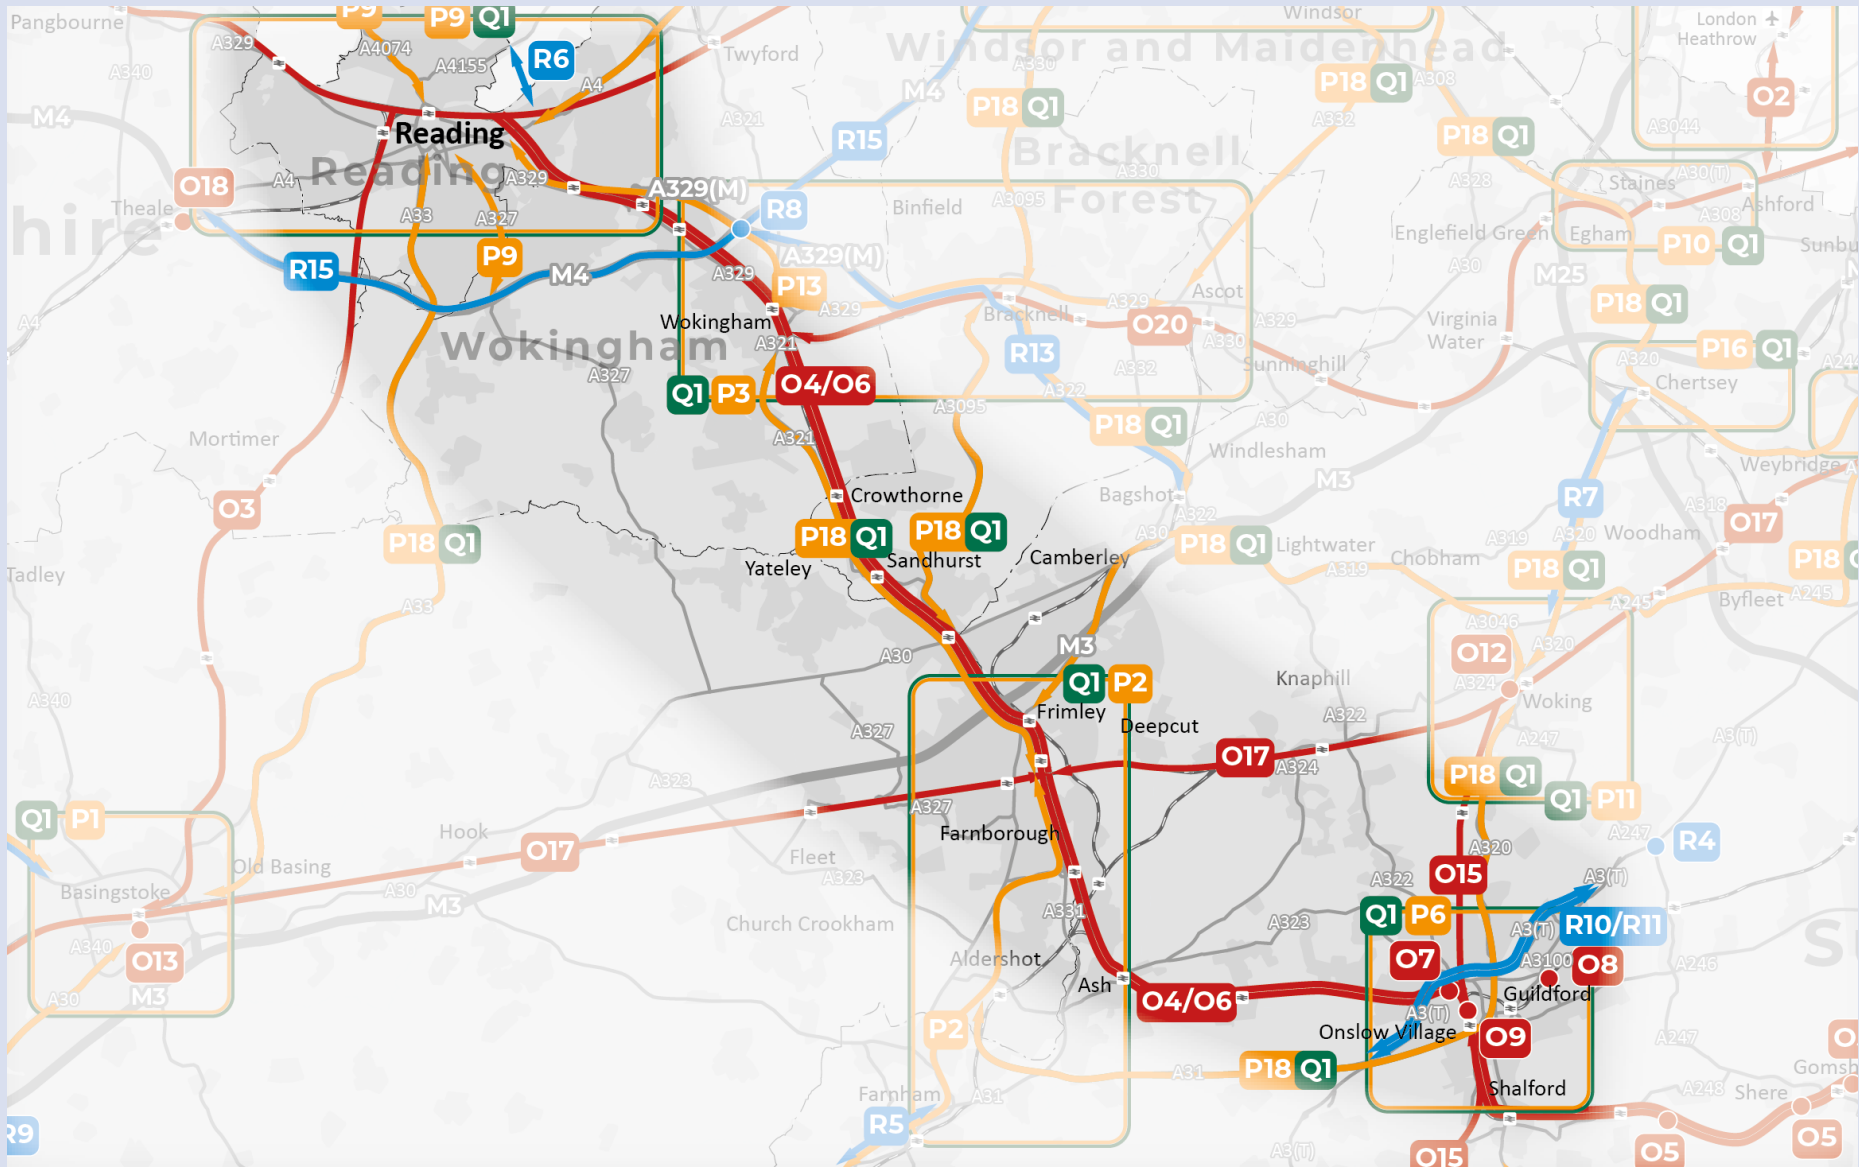 Pangbourne
P9
P9 Q1
Windsor
London
Heathrow
A329
A4074
A4155
R6
Twyford
Windsor and Maidenhead
A340
A4
A330
P18 Q1
A308
M4
O2
P18 Q1
M4
A321
A332
P18 Q1
A3044
Reading
R15
Bracknell
Reading
A4
A329
A329(M)
A330
A328
Staines
A30(T)
O18
Forest
Theale
A33
A327
R8
Binfield
A3095
Ashford
A308
hire
Englefield Green
Egham
P10 Q1
Sunbu
P9
A329(M)
A30
M25
R15
M4
A329
P13
A329
A329
Ascot
P18 Q1
A4
Wokingham
Bracknell
O20
A329
Virginia
Water
Wokingham
A321
R13
A330
P16 Q1
A320
A327
A332
Sunninghill
Chertsey
Q1 P3
O4/O6
A322
A3095
P18 Q1
A30
Mortimer
A321
Windlesham
Weybridge
M3
O3
Crowthorne
Bagshot
R7
A318
A322
O17
P18 Q1
P18 Q1
P18 Q1
A30
P18 Q1
Lightwater
A319
A320
Woodham
Tadley
Yateley
Sandhurst
Camberley
Chobham
P18 Q1
P18
A319
A33
A245
Byfleet
A245
A3046
A30
M3
O12
A320
A340
Knaphill
A324
Woking
Q1 P2
Frimley
Deepcut
A322
A327
A247
A3(T)
O17
A324
A323
P18 Q1
Q1 P11
Q1 P1
A327
Farnborough
A247
Hook
R4
O17
Fleet
A320
Old Basing
A323
O15
A322
A3(T)
Basingstoke
A30
M3
A331
Q1 P6
Church Crookham
A323
A3(T)
R10/R11
A340
O13
Aldershot
O7
A3100
O8
A246
M3
A30
Ash
O4/O6
Guildford
A3(T)
P2
Onslow Village
O9
A247
P18 Q1
A31
Farnham
A31
Shalford
A248
Shere
Gomsh
R9
R5
A3(T)
O15
O5
O5